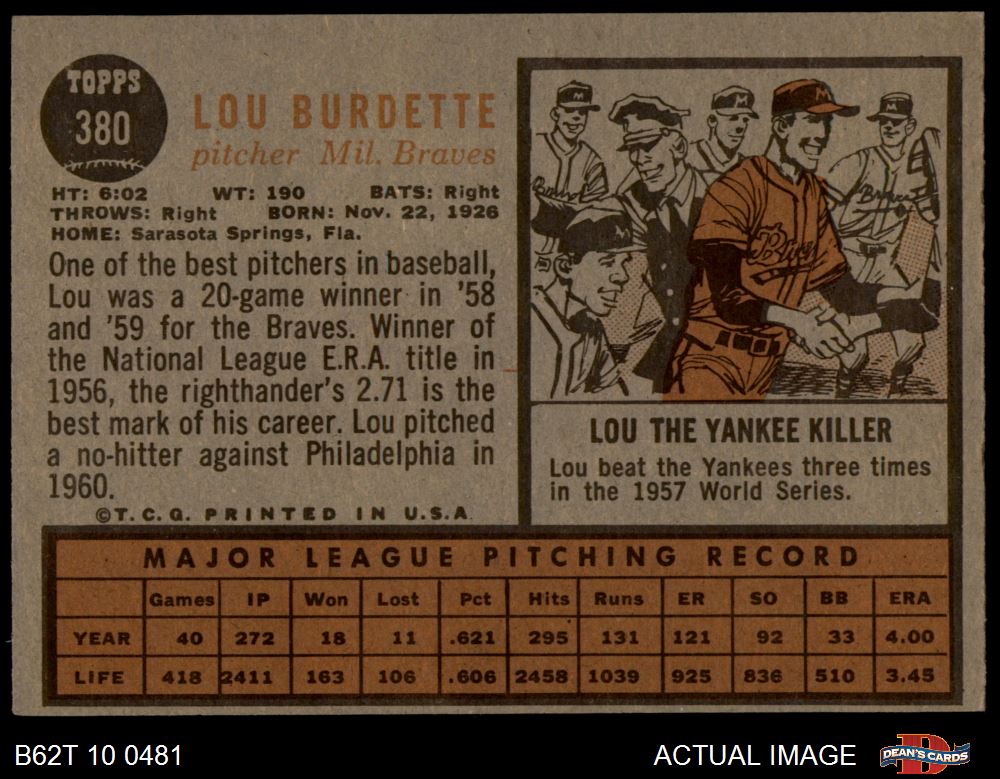 TOPPS
380
LOU BURDETTE
pitcher Mil. Braves
HT: 6:02 WT: 190 BATS: Right
THROWS: Right BORN: Nov. 22, 1926
HOME: Sarasota Springs, Fla.
One of the best pitchers in baseball,
Lou was a 20-game winner in '58
and '59 for the Braves. Winner of
the National League E.R.A. title in
1956, the righthander's 2.71 is the
best mark of his career. Lou pitched
a no-hitter against Philadelphia in
1960.
©T.C.G. PRINTED IN U.S.A.
M
M
M
M
M
Braves
Braves
Braves
LOU THE YANKEE KILLER
Lou beat the Yankees three times
in the 1957 World Series.
MAJOR LEAGUE PITCHING RECORD
Games IP Won Lost Pct Hits Runs ER SO BB ERA
YEAR 40 272 18 11 .621 295 131 121 92 33 4.00
LIFE 418 2411 163 106 .606 2458 1039 925 836 510 3.45
B62T 10 0481
ACTUAL IMAGE
D
DEAN'S CARDS